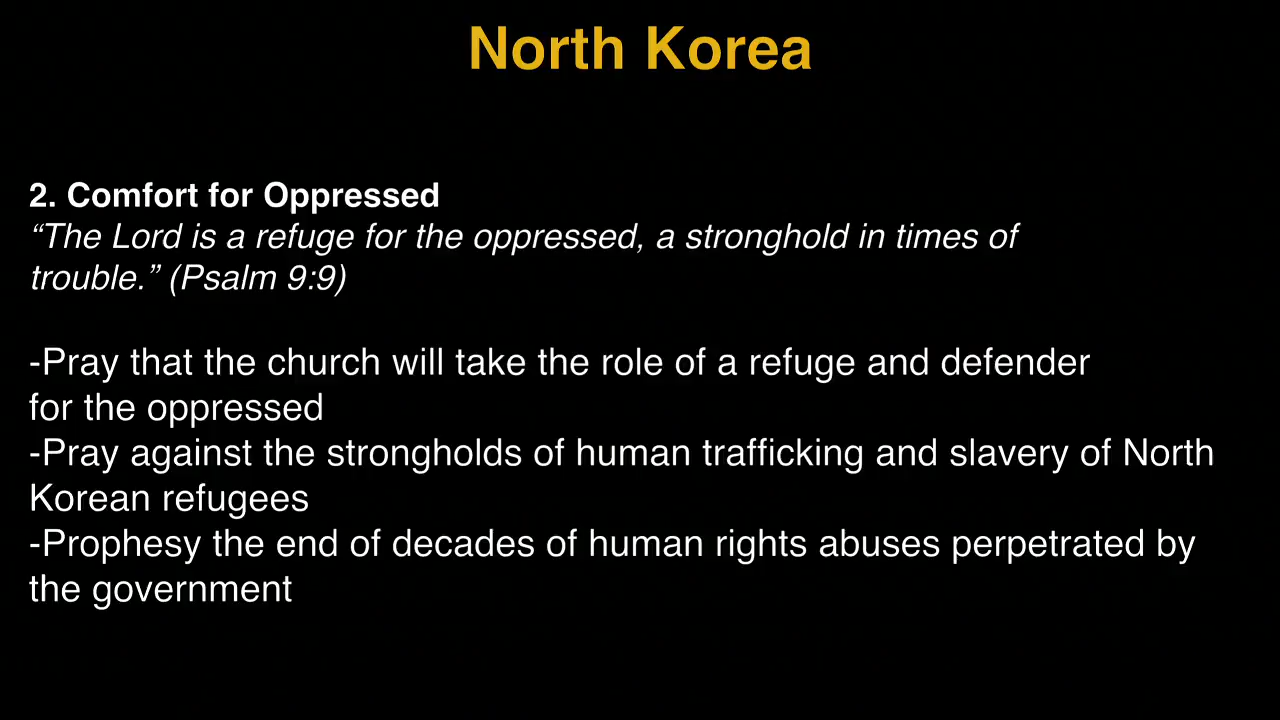 North Korea
2. Comfort for Oppressed
“The Lord is a refuge for the oppressed, a stronghold in times of
trouble.” (Psalm 9:9)
-Pray that the church will take the role of a refuge and defender
for the oppressed
-Pray against the strongholds of human trafficking and slavery of North
Korean refugees
-Prophesy the end of decades of human rights abuses perpetrated by
the government